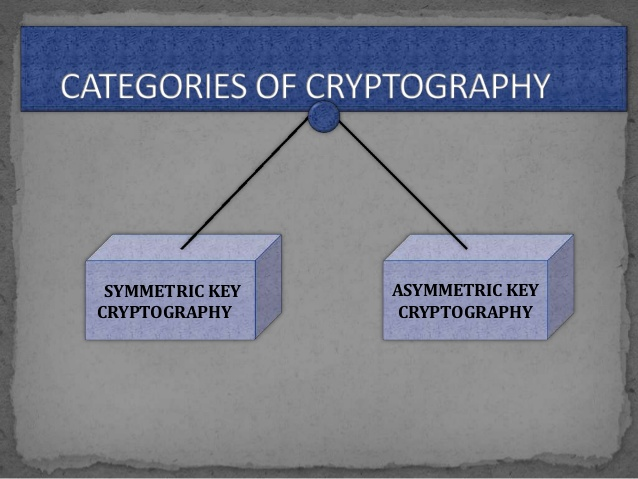 CATEGORIES OF CRYPTOGRAPHY
SYMMETRIC KEY
CRYPTOGRAPHY
ASYMMETRIC KEY
CRYPTOGRAPHY